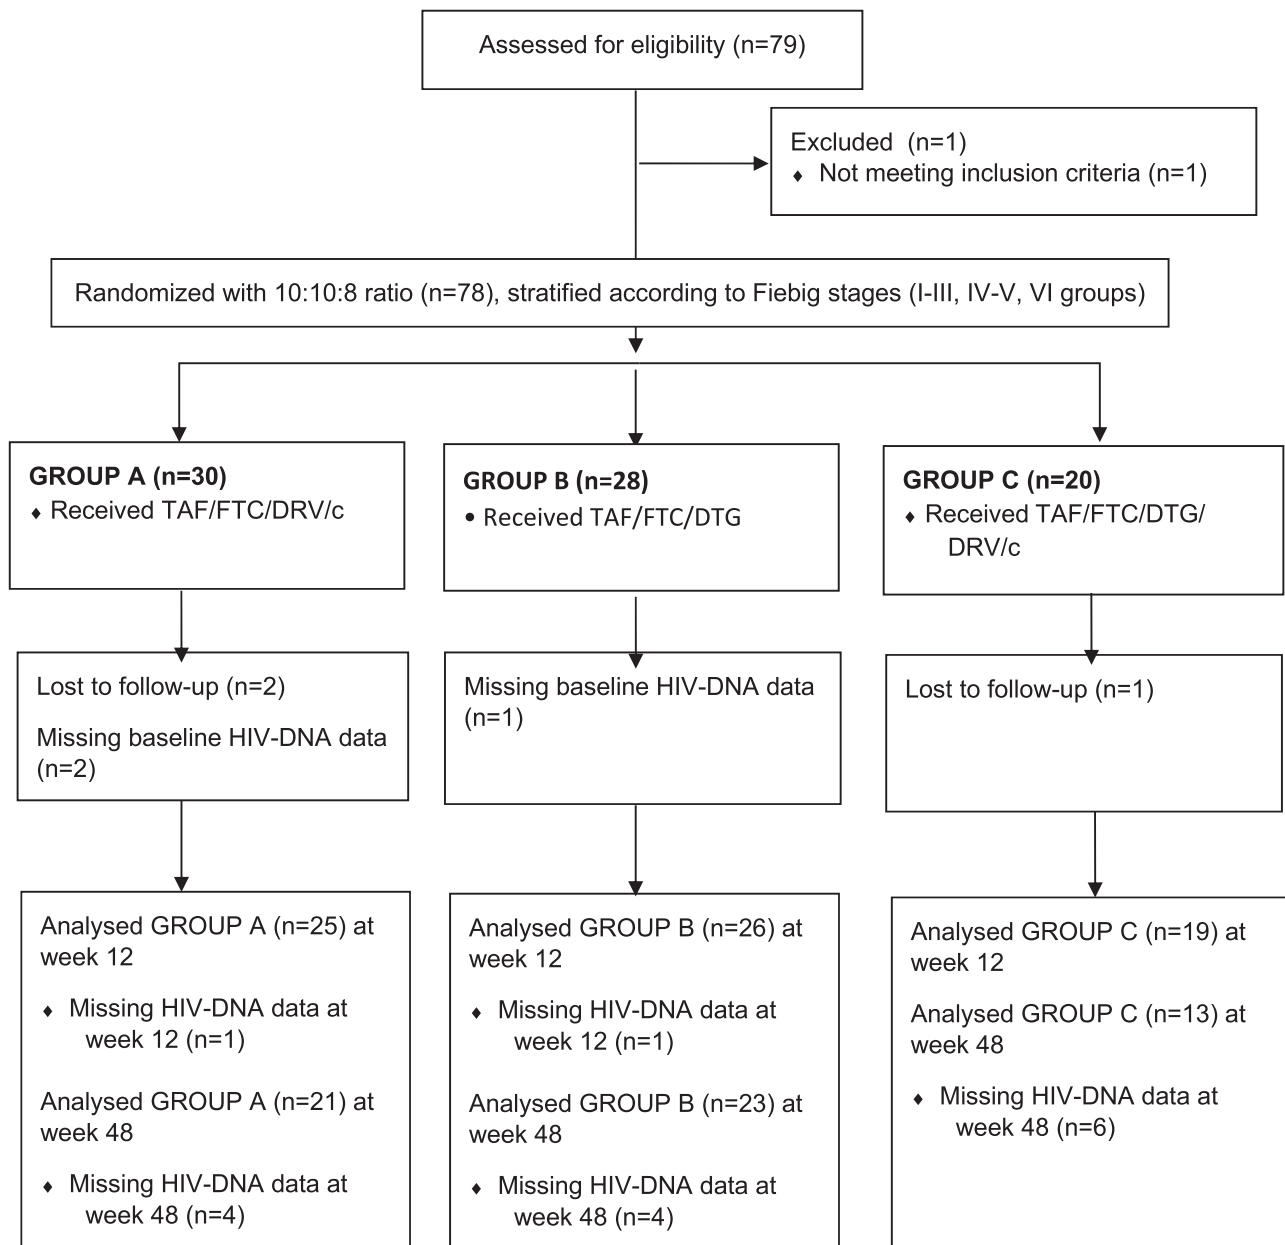 Assessed for eligibility (n=79)
Excluded (n=1)
♦ Not meeting inclusion criteria (n=1)
Randomized with 10:10:8 ratio (n=78), stratified according to Fiebig stages (I-III, IV-V, VI groups)
GROUP A (n=30)
♦ Received TAF/FTC/DRV/c
GROUP B (n=28)
• Received TAF/FTC/DTG
GROUP C (n=20)
♦ Received TAF/FTC/DTG/
DRV/c
Lost to follow-up (n=2)
Missing baseline HIV-DNA data
(n=2)
Missing baseline HIV-DNA data
(n=1)
Lost to follow-up (n=1)
Analysed GROUP A (n=25) at
week 12
♦ Missing HIV-DNA data at
week 12 (n=1)
Analysed GROUP A (n=21) at
week 48
♦ Missing HIV-DNA data at
week 48 (n=4)
Analysed GROUP B (n=26) at
week 12
♦ Missing HIV-DNA data at
week 12 (n=1)
Analysed GROUP B (n=23) at
week 48
♦ Missing HIV-DNA data at
week 48 (n=4)
Analysed GROUP C (n=19) at
week 12
Analysed GROUP C (n=13) at
week 48
♦ Missing HIV-DNA data at
week 48 (n=6)